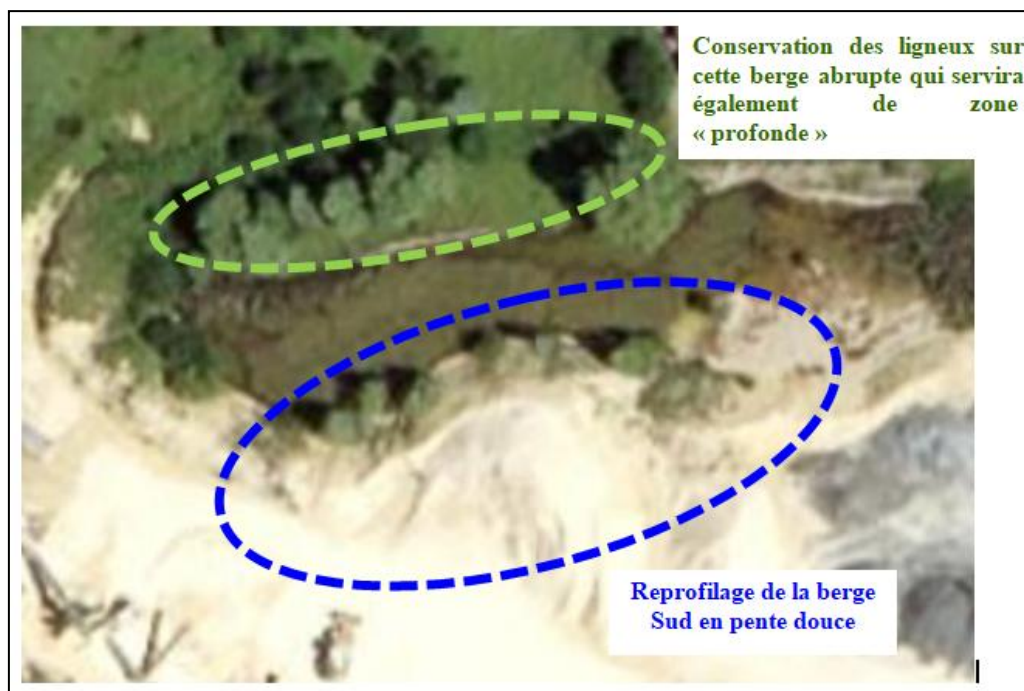 Conservation des ligneux sur
cette berge abrupte qui servira
également de zone
« profonde »
Reprofilage de la berge
Sud en pente douce